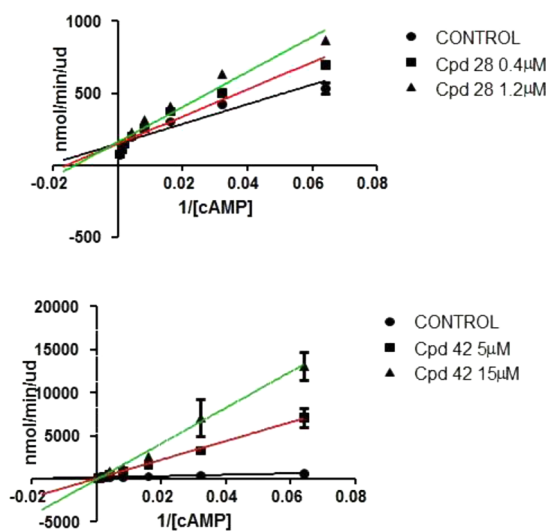 1000
500
-500
-0.02
0.02
0.04
0.06
0.08
nmol/min/ud
1/[cAMP]
CONTROL
Cpd 28 0.4µM
Cpd 28 1.2µM
20000
15000
10000
5000
0
-5000
-0.02
0.02
0.04
0.06
0.08
nmol/min/ud
1/[cAMP]
CONTROL
Cpd 42 5µM
Cpd 42 15µM